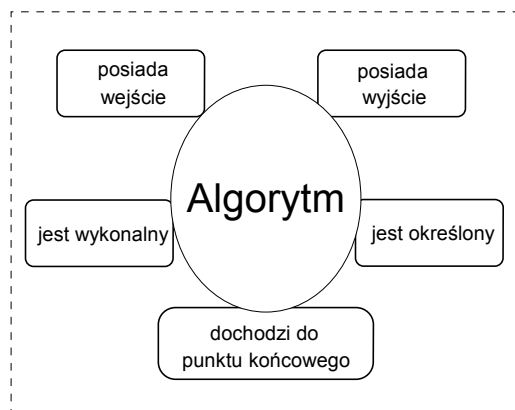 posiada
wejście
posiada
wyjście
Algorytm
jest wykonalny
jest określony
dochodzi do
punktu końcowego